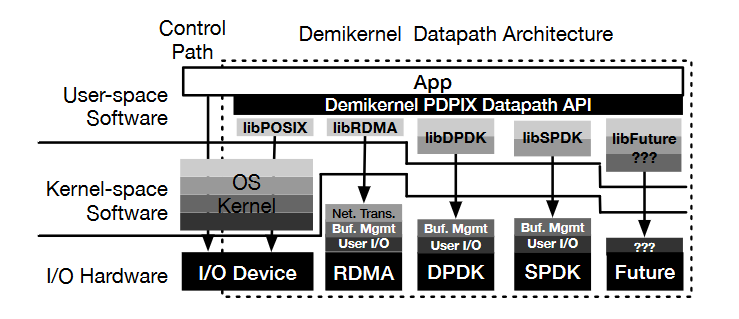 Control
Path
Demikernel Datapath Architecture
App
User-space
Software
Demikernel PDPIX Datapath API
libPOSIX
libRDMA
libDPDK
libSPDK
libFuture
???
Kernel-space
Software
OS
Kernel
Net. Trans.
Buf. Mgmt
User I/O
Buf. Mgmt
User I/O
Buf. Mgmt
User I/O
???
I/O Hardware
I/O Device
RDMA
DPDK
SPDK
Future